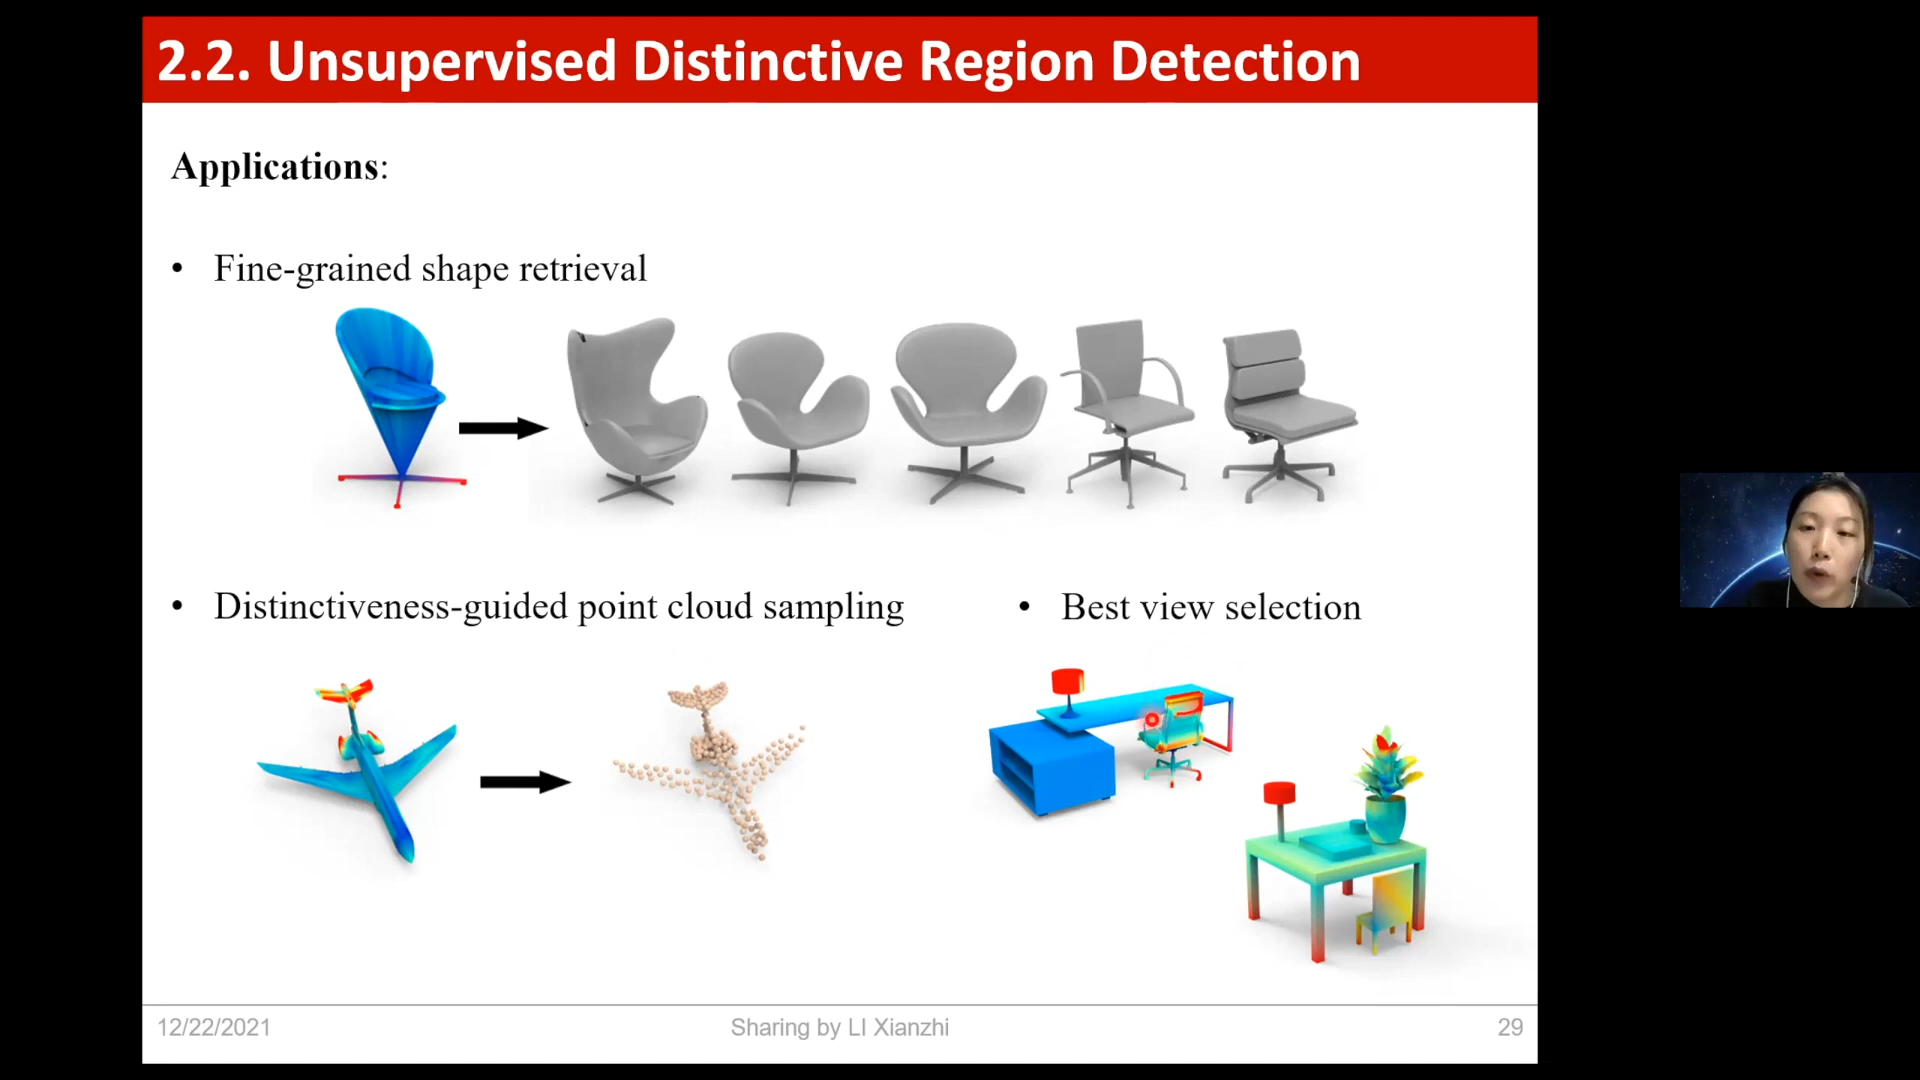 2.2. Unsupervised Distinctive Region Detection
Applications:
• Fine-grained shape retrieval
• Distinctiveness-guided point cloud sampling
• Best view selection
12/22/2021
Sharing by LI Xianzhi
29